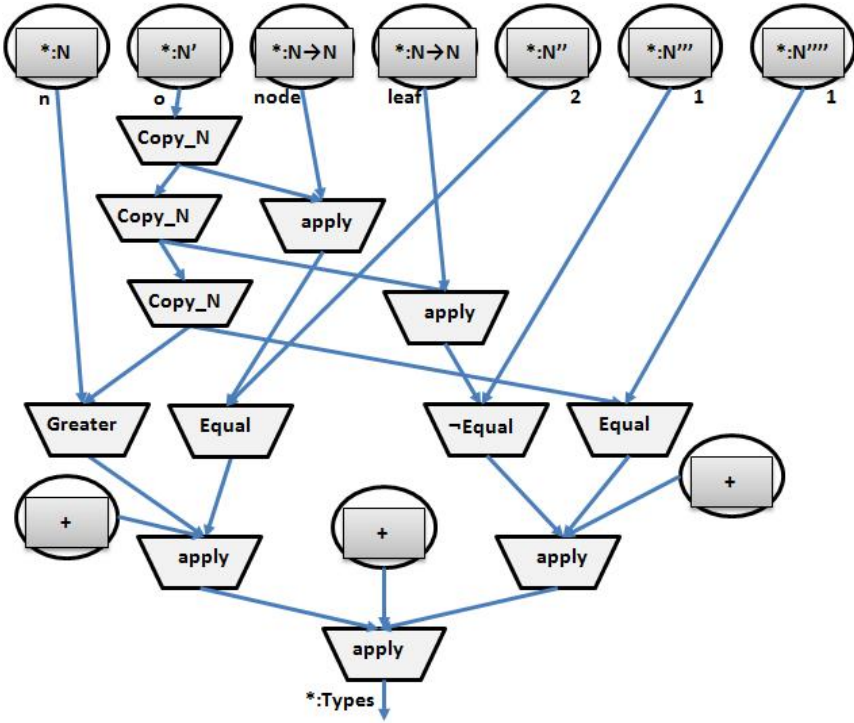 *:N *:N' *:N→N *:N→N *:N'' *:N''' *:N''''
n o node leaf 2 1 1
Copy_N
Copy_N apply
Copy_N apply
Greater Equal ¬Equal Equal
+ + +
apply apply
apply
*:Types